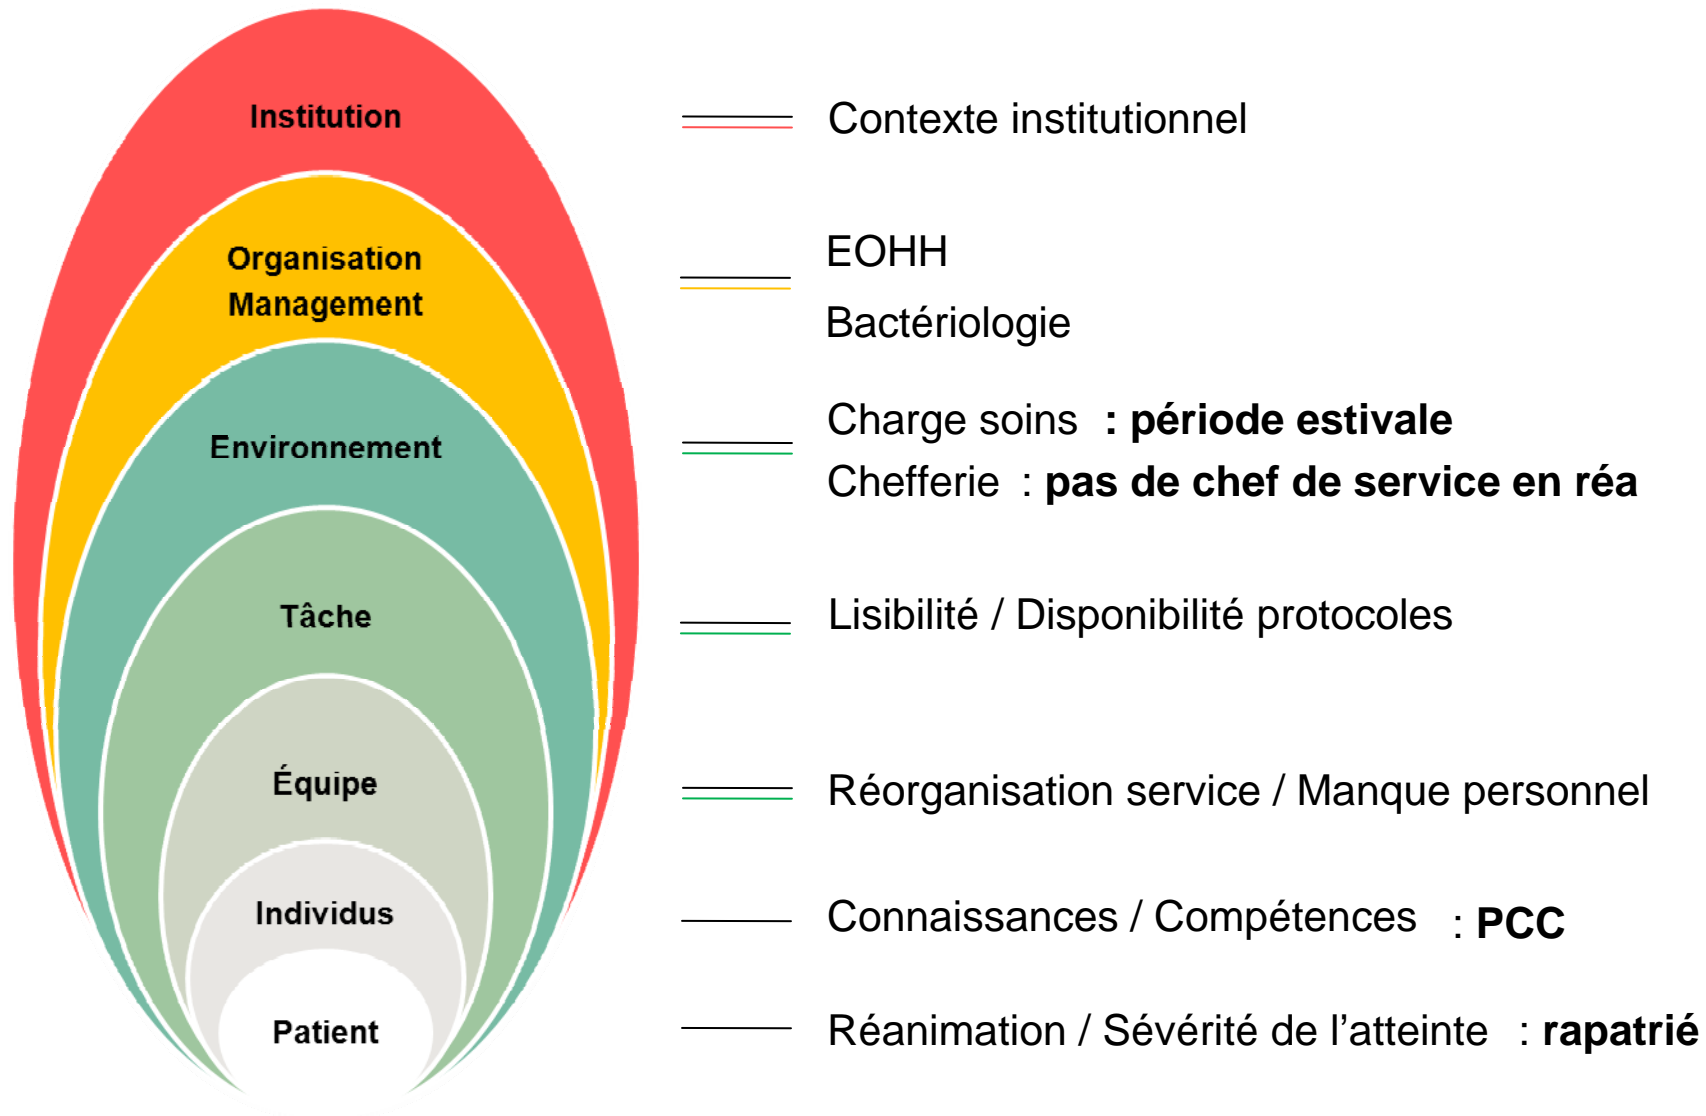 Institution
Contexte institutionnel
Organisation
Management
EOHH
Bactériologie
Environnement
Charge soins : période estivale
Chefferie : pas de chef de service en réa
Tâche
Lisibilité / Disponibilité protocoles
Équipe
Réorganisation service / Manque personnel
Individus
Connaissances / Compétences : PCC
Patient
Réanimation / Sévérité de l’atteinte : rapatrié